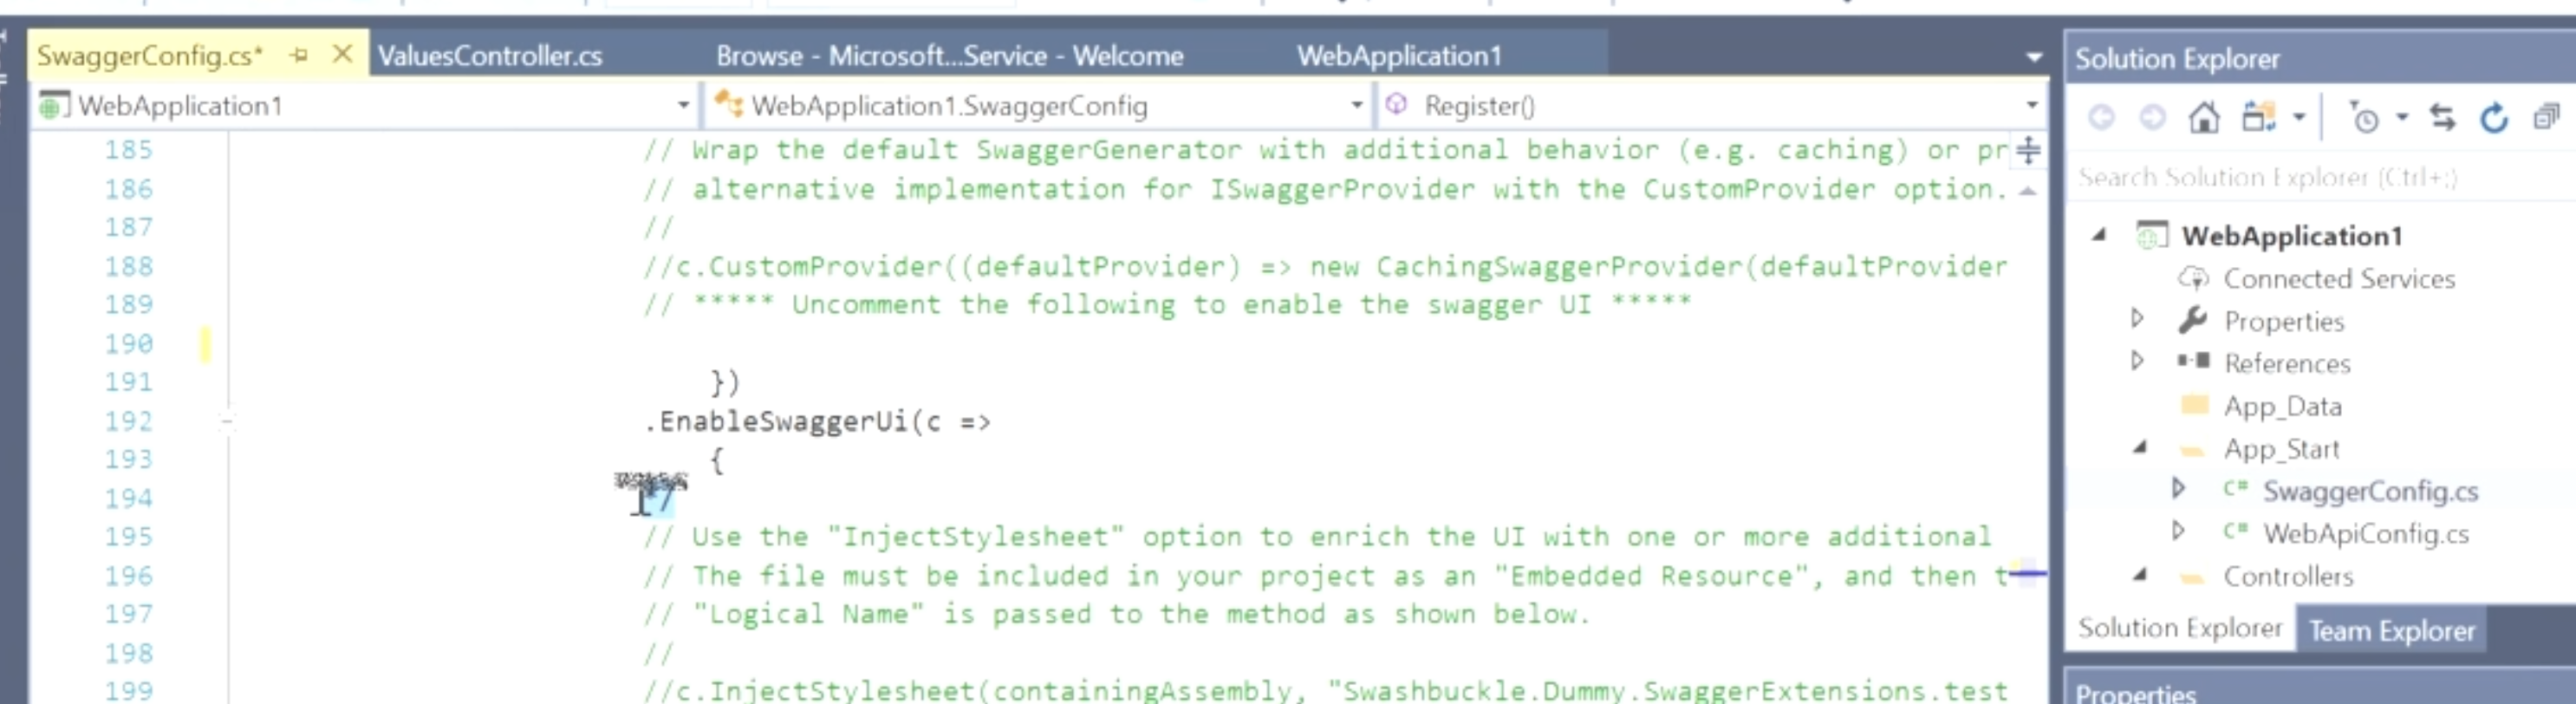 SwaggerConfig.cs* ValuesController.cs Browse - Microsoft...Service - Welcome WebApplication1
WebApplication1 WebApplication1.SwaggerConfig Register()
185 // Wrap the default SwaggerGenerator with additional behavior (e.g. caching) or pr
186 // alternative implementation for ISwaggerProvider with the CustomProvider option.
187 //
188 //c.CustomProvider((defaultProvider) => new CachingSwaggerProvider(defaultProvider
189 // ***** Uncomment the following to enable the swagger UI *****
190
191 })
192 .EnableSwaggerUi(c =>
193 {
194
195 // Use the "InjectStylesheet" option to enrich the UI with one or more additional
196 // The file must be included in your project as an "Embedded Resource", and then t
197 // "Logical Name" is passed to the method as shown below.
198 //
199 //c.InjectStylesheet(containingAssembly, "Swashbuckle.Dummy.SwaggerExtensions.test
Solution Explorer
Search Solution Explorer (Ctrl+;)
WebApplication1
Connected Services
Properties
References
App_Data
App_Start
C# SwaggerConfig.cs
C# WebApiConfig.cs
Controllers
Solution Explorer Team Explorer
Properties